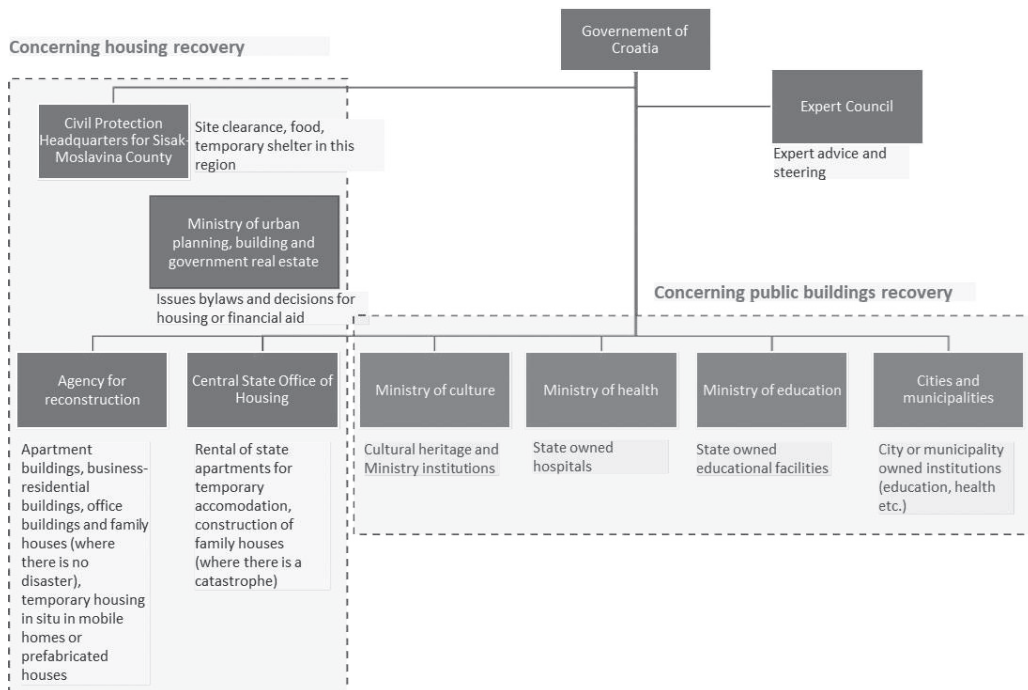 Governement of
Croatia
Concerning housing recovery
Expert Council
Expert advice and
steering
Civil Protection
Headquarters for Sisak-
Moslavina County
Site clearance, food,
temporary shelter in this
region
Ministry of urban
planning, building and
government real estate
Issues bylaws and decisions for
housing or financial aid
Concerning public buildings recovery
Agency for
reconstruction
Apartment
buildings, business-
residential
buildings, office
buildings and family
houses (where
there is no
disaster),
temporary housing
in situ in mobile
homes or
prefabricated
houses
Central State Office of
Housing
Rental of state
apartments for
temporary
accomodation,
construction of
family houses
(where there is a
catastrophe)
Ministry of culture
Cultural heritage and
Ministry institutions
Ministry of health
State owned
hospitals
Ministry of education
State owned
educational facilities
Cities and
municipalities
City or municipality
owned institutions
(education, health
etc.)